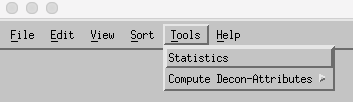 File Edit View Sort Tools Help
Statistics
Compute Decon-Attributes